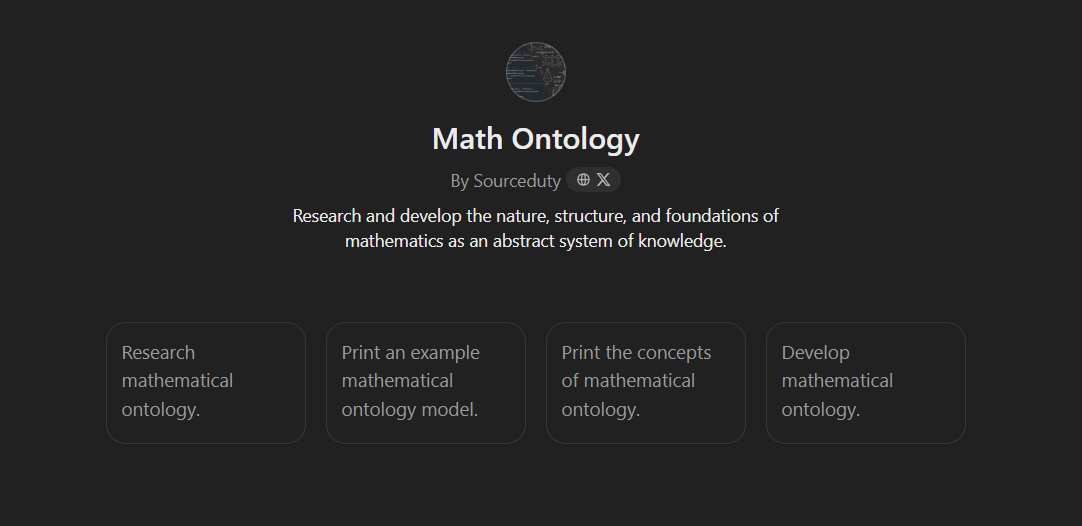 Math Ontology
By Sourceduty
Research and develop the nature, structure, and foundations of
mathematics as an abstract system of knowledge.
Research
mathematical
ontology.
Print an example
mathematical
ontology model.
Print the concepts
of mathematical
ontology.
Develop
mathematical
ontology.